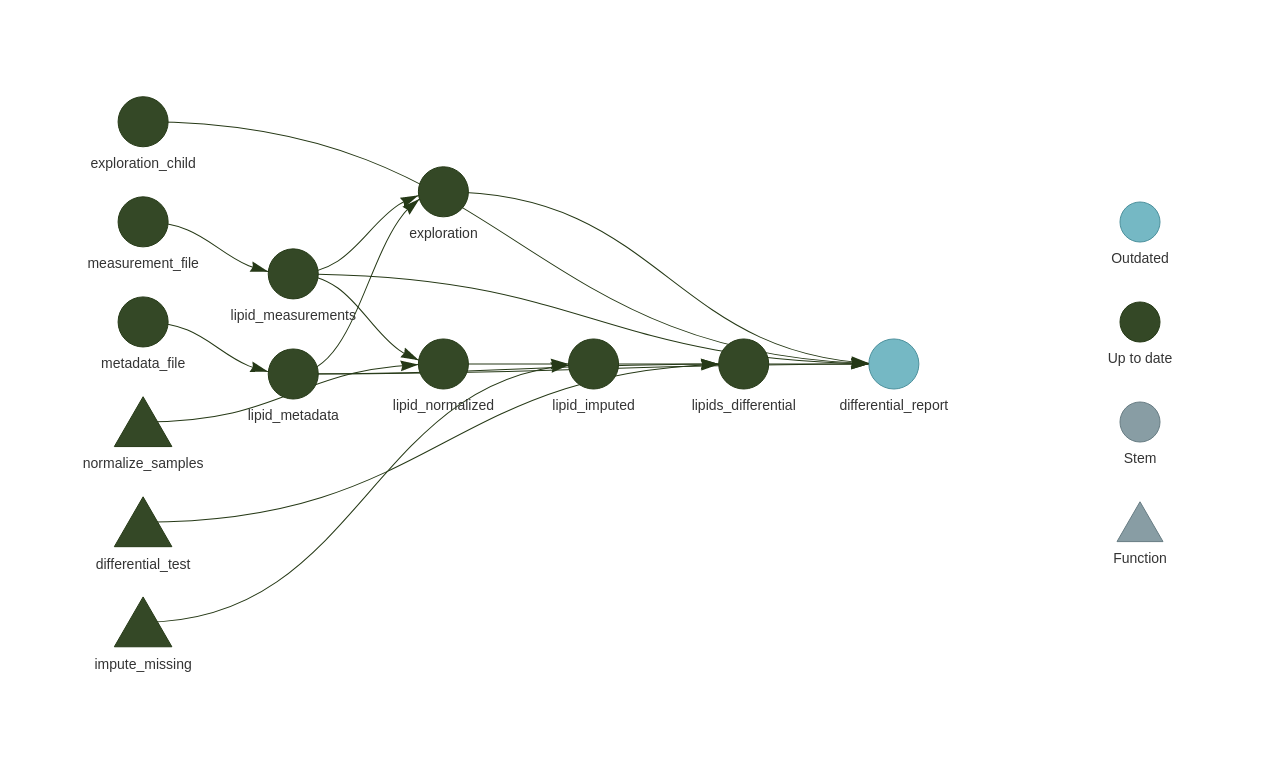 exploration_child
measurement_file
metadata_file
normalize_samples
differential_test
impute_missing
lipid_measurements
lipid_metadata
exploration
lipid_normalized
lipid_imputed
lipids_differential
differential_report
Outdated
Up to date
Stem
Function